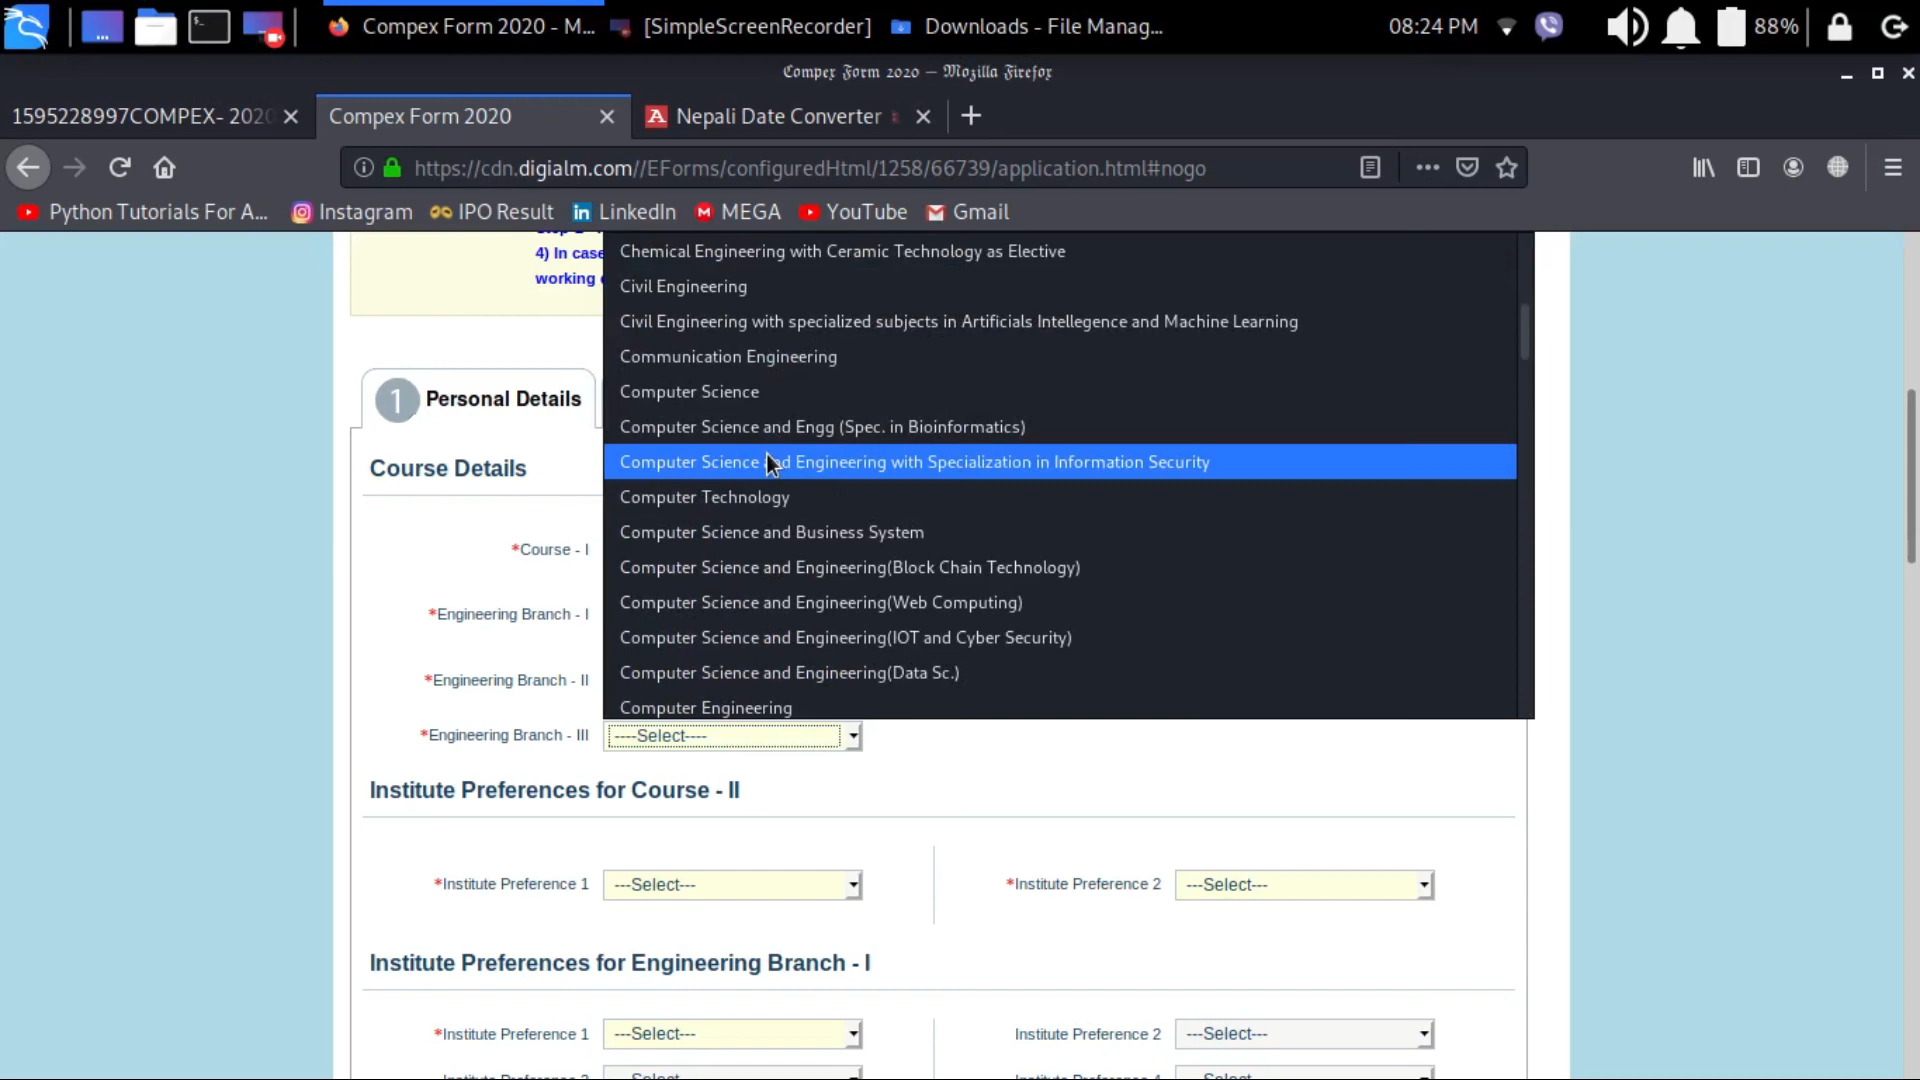 Compex Form 2020 - M...
[SimpleScreenRecorder]
Downloads - File Manag...
08:24 PM
88%
Compex Form 2020 — Mozilla Firefox
1595228997COMPEX- 2020
Compex Form 2020
Nepali Date Converter
https://cdn.digialm.com//EForms/configuredHtml/1258/66739/application.html#nogo
Python Tutorials For A...
Instagram
IPO Result
LinkedIn
MEGA
YouTube
Gmail
4) In case
working
Chemical Engineering with Ceramic Technology as Elective
Civil Engineering
Civil Engineering with specialized subjects in Artificials Intellegence and Machine Learning
Communication Engineering
Computer Science
Computer Science and Engg (Spec. in Bioinformatics)
Computer Science and Engineering with Specialization in Information Security
Computer Technology
Computer Science and Business System
Computer Science and Engineering(Block Chain Technology)
Computer Science and Engineering(Web Computing)
Computer Science and Engineering(IOT and Cyber Security)
Computer Science and Engineering(Data Sc.)
Computer Engineering
1 Personal Details
Course Details
*Course - I
*Engineering Branch - I
*Engineering Branch - II
*Engineering Branch - III ----Select----
Institute Preferences for Course - II
*Institute Preference 1 ---Select--- *Institute Preference 2 ---Select---
Institute Preferences for Engineering Branch - I
*Institute Preference 1 ---Select--- Institute Preference 2 ---Select---